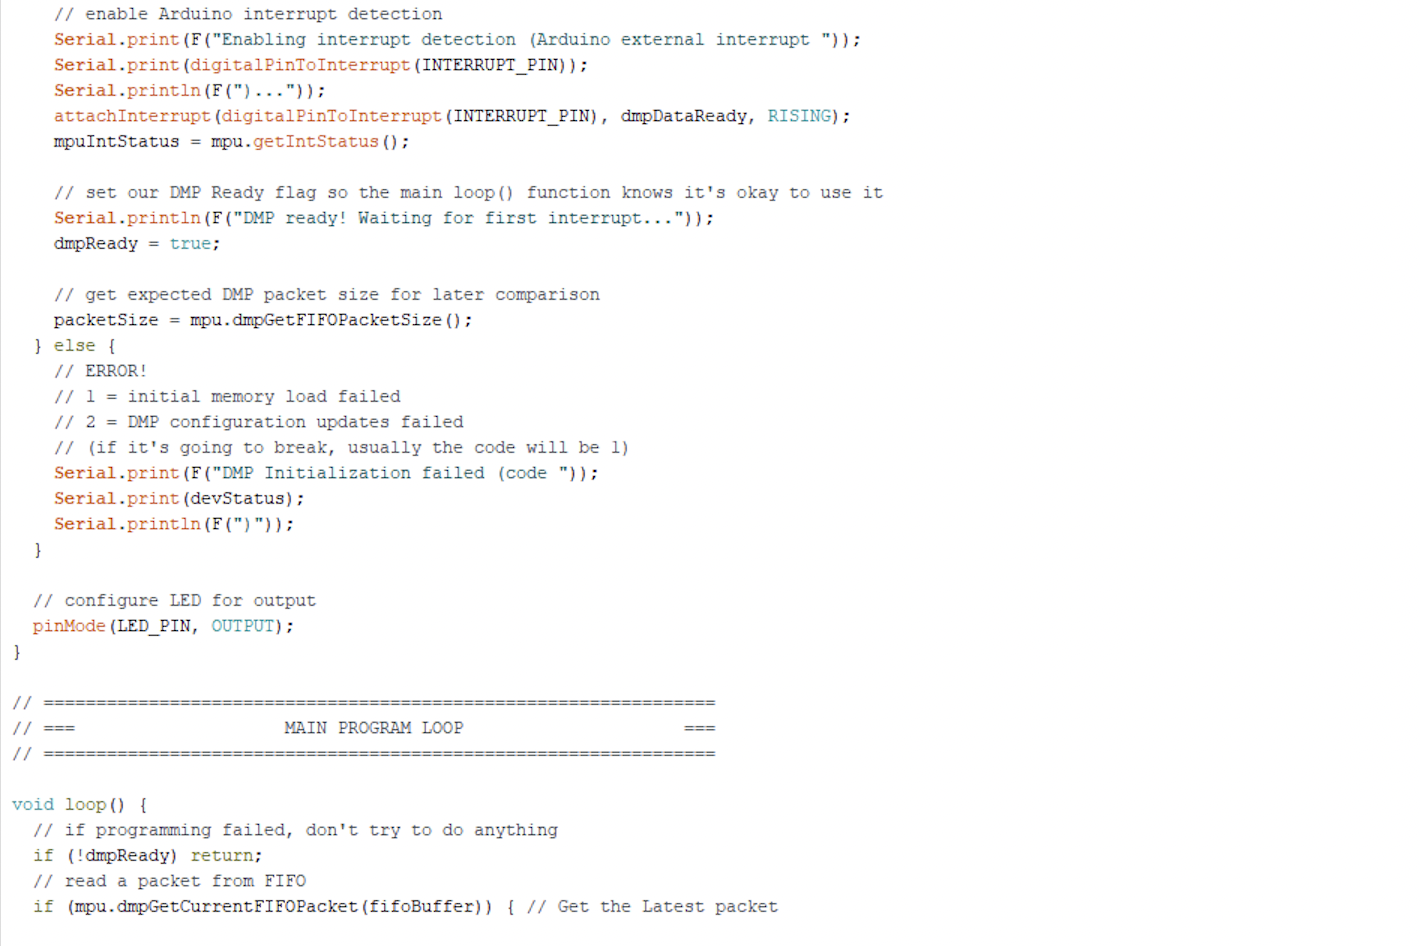 // enable Arduino interrupt detection
Serial.print(F("Enabling interrupt detection (Arduino external interrupt "));
Serial.print(digitalPinToInterrupt(INTERRUPT_PIN));
Serial.println(F(")..."));
attachInterrupt(digitalPinToInterrupt(INTERRUPT_PIN), dmpDataReady, RISING);
mpuIntStatus = mpu.getIntStatus();
// set our DMP Ready flag so the main loop() function knows it's okay to use it
Serial.println(F("DMP ready! Waiting for first interrupt..."));
dmpReady = true;
// get expected DMP packet size for later comparison
packetSize = mpu.dmpGetFIFOPacketSize();
} else {
// ERROR!
// 1 = initial memory load failed
// 2 = DMP configuration updates failed
// (if it's going to break, usually the code will be 1)
Serial.print(F("DMP Initialization failed (code "));
Serial.print(devStatus);
Serial.println(F(")"));
}
// configure LED for output
pinMode(LED_PIN, OUTPUT);
}
// ================================================================
// ===                    MAIN PROGRAM LOOP                     ===
// ================================================================
void loop() {
// if programming failed, don't try to do anything
if (!dmpReady) return;
// read a packet from FIFO
if (mpu.dmpGetCurrentFIFOPacket(fifoBuffer)) { // Get the Latest packet